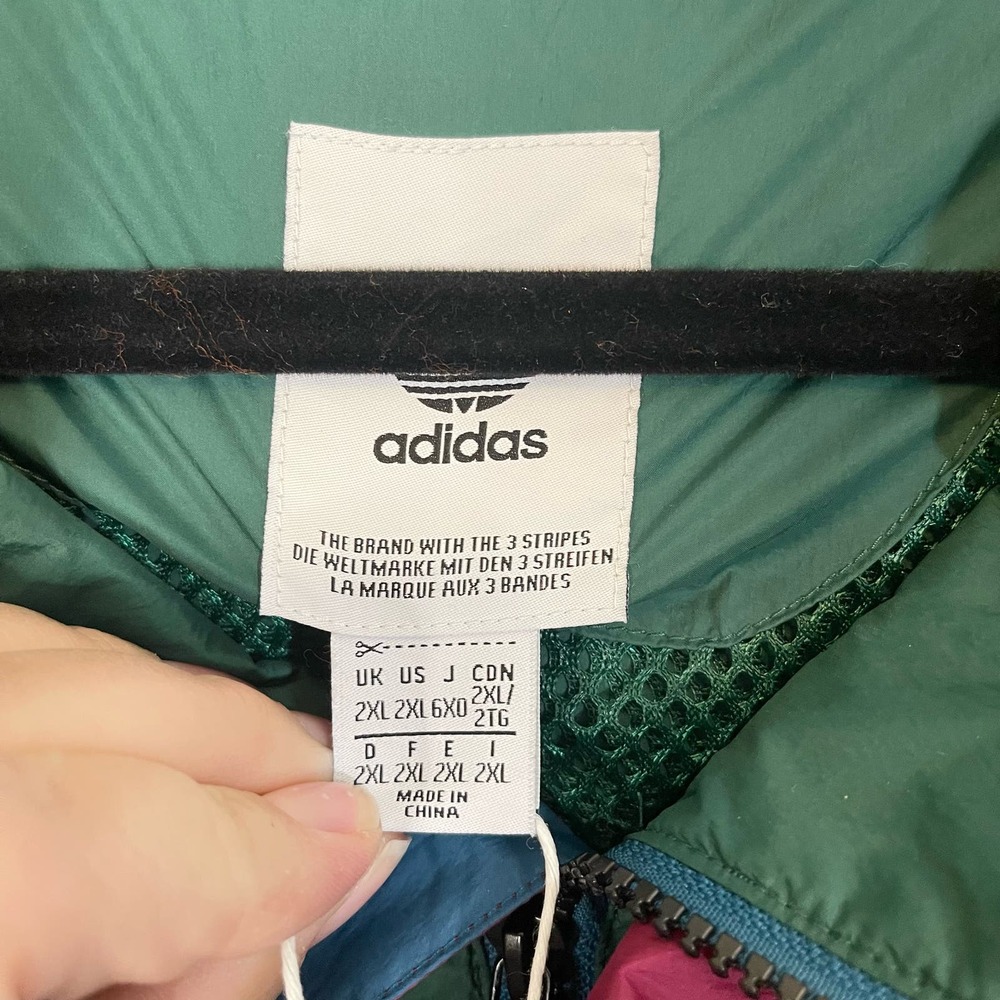 adidas
THE BRAND WITH THE 3 STRIPES
DIE WELTMARKE MIT DEN 3 STREIFEN
LA MARQUE AUX 3 BANDES
UK US J CDN
2XL 2XL 6XO 2XL/
2TG
D F E I
2XL 2XL 2XL 2XL
MADE IN
CHINA